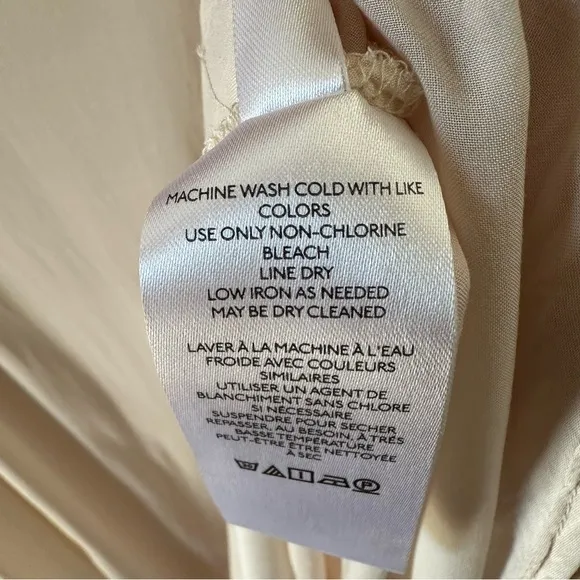 MACHINE WASH COLD WITH LIKE
COLORS
USE ONLY NON-CHLORINE
BLEACH
LINE DRY
LOW IRON AS NEEDED
MAY BE DRY CLEANED
LAVER À LA MACHINE À L'EAU
FROIDE AVEC COULEURS
SIMILAIRES
UTILISER UN AGENT DE
BLANCHIMENT SANS CHLORE
SI NÉCESSAIRE
SUSPENDRE POUR SECHER
REPASSER, AU BESOIN, À TRÉS
BASSE TEMPÉRATURE
PEUT-ÊTRE ÊTRE NETTOYÉE
À SEC
P